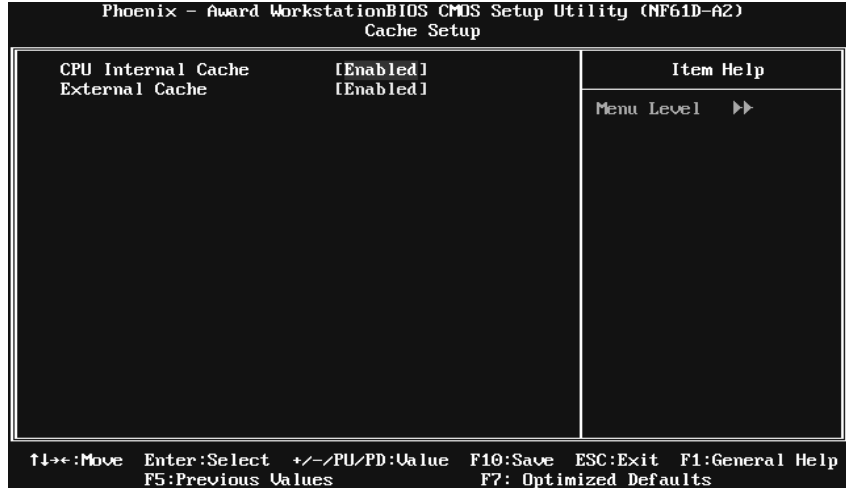 Phoenix - Award WorkstationBIOS CMOS Setup Utility (NF61D-A2)
Cache Setup
CPU Internal Cache [Enabled]
External Cache [Enabled]
Item Help
Menu Level ▶▶
↑↓→←:Move Enter:Select +/-/PU/PD:Value F10:Save ESC:Exit F1:General Help
F5:Previous Values F7: Optimized Defaults